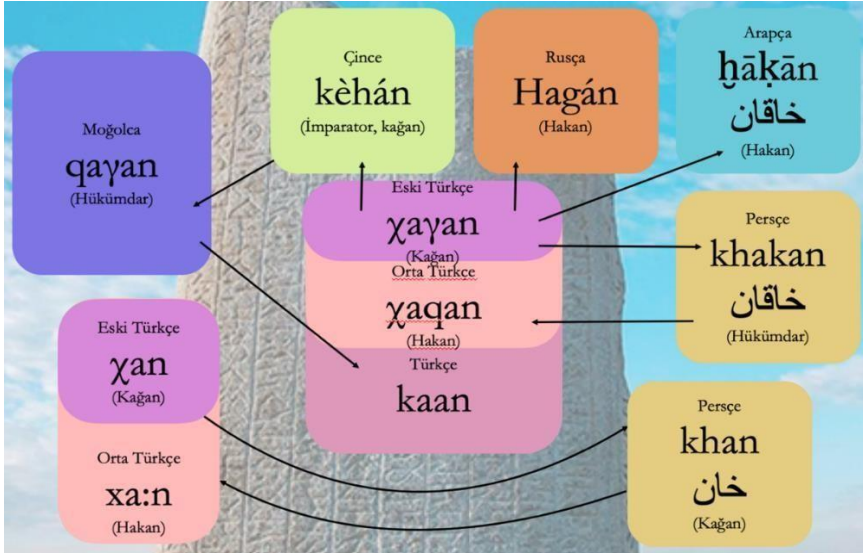 Moğolca
qaγan
(Hükümdar)
Çince
kèhán
(İmparator, kağan)
Rusça
Hagán
(Hakan)
Arapça
ḫāḳān
خاقان
(Hakan)
Eski Türkçe
χaγan
(Kağan)
Orta Türkçe
χaqan
(Hakan)
Türkçe
kaan
Persçe
khakan
خاقان
(Hükümdar)
Eski Türkçe
χan
(Kağan)
Orta Türkçe
xa:n
(Hakan)
Persçe
khan
خان
(Kağan)